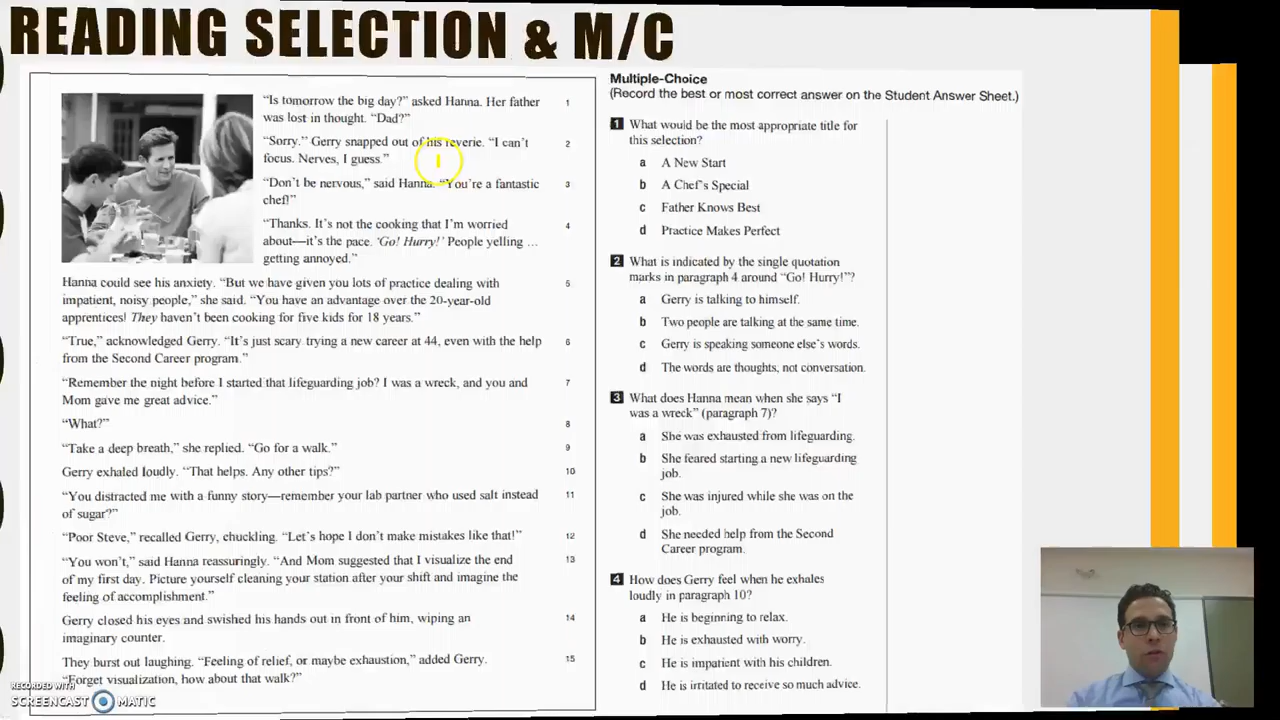 READING SELECTION & M/C
“Is tomorrow the big day?” asked Hanna. Her father 1
was lost in thought. “Dad?”
“Sorry.” Gerry snapped out of his reverie. “I can’t 2
focus. Nerves, I guess.”
“Don’t be nervous,” said Hanna. “You’re a fantastic 3
chef!”
“Thanks. It’s not the cooking that I’m worried 4
about—it’s the pace. ‘Go! Hurry!’ People yelling …
getting annoyed.”
Hanna could see his anxiety. “But we have given you lots of practice dealing with 5
impatient, noisy people,” she said. “You have an advantage over the 20-year-old
apprentices! They haven’t been cooking for five kids for 18 years.”
“True,” acknowledged Gerry. “It’s just scary trying a new career at 44, even with the help 6
from the Second Career program.”
“Remember the night before I started that lifeguarding job? I was a wreck, and you and 7
Mom gave me great advice.”
“What?” 8
“Take a deep breath,” she replied. “Go for a walk.” 9
Gerry exhaled loudly. “That helps. Any other tips?” 10
“You distracted me with a funny story—remember your lab partner who used salt instead 11
of sugar?”
“Poor Steve,” recalled Gerry, chuckling. “Let’s hope I don’t make mistakes like that!” 12
“You won’t,” said Hanna reassuringly. “And Mom suggested that I visualize the end 13
of my first day. Picture yourself cleaning your station after your shift and imagine the
feeling of accomplishment.”
Gerry closed his eyes and swished his hands out in front of him, wiping an 14
imaginary counter.
They burst out laughing. “Feeling of relief, or maybe exhaustion,” added Gerry. 15
“Forget visualization, how about that walk?”
Multiple-Choice
(Record the best or most correct answer on the Student Answer Sheet.)
1 What would be the most appropriate title for
this selection?
a A New Start
b A Chef’s Special
c Father Knows Best
d Practice Makes Perfect
2 What is indicated by the single quotation
marks in paragraph 4 around “Go! Hurry!”?
a Gerry is talking to himself.
b Two people are talking at the same time.
c Gerry is speaking someone else’s words.
d The words are thoughts, not conversation.
3 What does Hanna mean when she says “I
was a wreck” (paragraph 7)?
a She was exhausted from lifeguarding.
b She feared starting a new lifeguarding
job.
c She was injured while she was on the
job.
d She needed help from the Second
Career program.
4 How does Gerry feel when he exhales
loudly in paragraph 10?
a He is beginning to relax.
b He is exhausted with worry.
c He is impatient with his children.
d He is irritated to receive so much advice.
RECORDED WITH
SCREENCAST MATIC